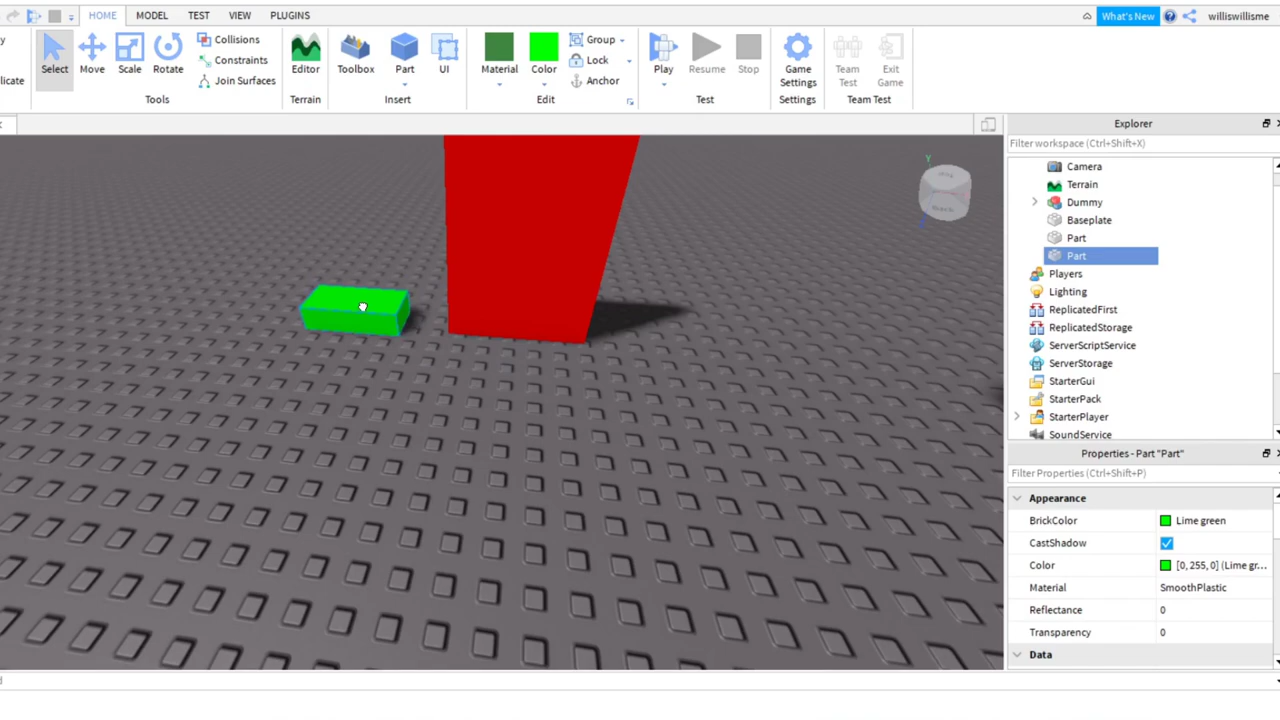 HOME MODEL TEST VIEW PLUGINS What's New williswillisme
Select Move Scale Rotate Collisions Constraints Join Surfaces Editor Toolbox Part UI Material Color Group Lock Anchor Play Resume Stop Game Settings Team Test Exit Game
Tools Terrain Insert Edit Test Settings Team Test
Explorer
Filter workspace (Ctrl+Shift+X)
Camera
Terrain
Dummy
Baseplate
Part
Part
Players
Lighting
ReplicatedFirst
ReplicatedStorage
ServerScriptService
ServerStorage
StarterGui
StarterPack
StarterPlayer
SoundService
Y
Properties - Part "Part"
Filter Properties (Ctrl+Shift+P)
Appearance
BrickColor Lime green
CastShadow
Color [0, 255, 0] (Lime gr...
Material SmoothPlastic
Reflectance 0
Transparency 0
Data